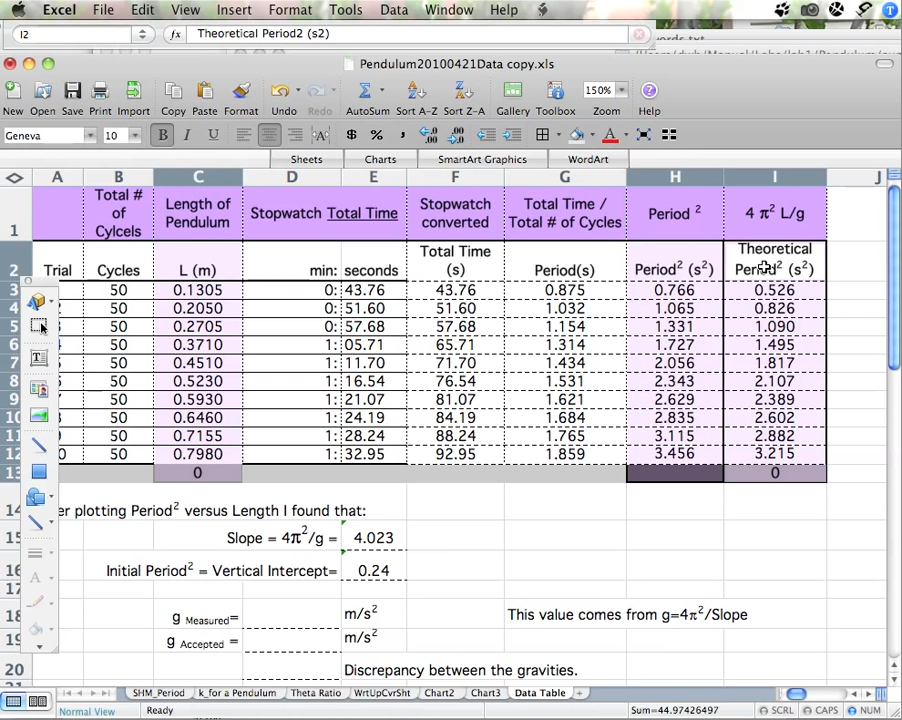 Excel File Edit View Insert Format Tools Data Window Help
I2 fx Theoretical Period2 (s2)
Pendulum20100421Data copy.xls
150%
New Open Save Print Import Copy Paste Format Undo Redo AutoSum Sort A-Z Sort Z-A Gallery Toolbox Zoom Help
Geneva 10 B I U A $ % , A
Sheets Charts SmartArt Graphics WordArt
A B C D E F G H I J
1 Total # of Cylcels Length of Pendulum Stopwatch Total Time Stopwatch converted Total Time / Total # of Cycles Period ² 4 π² L/g
2 Trial Cycles L (m) min: seconds Total Time (s) Period(s) Period² (s²) Theoretical Period² (s²)
3 50 0.1305 0: 43.76 43.76 0.875 0.766 0.526
4 50 0.2050 0: 51.60 51.60 1.032 1.065 0.826
5 50 0.2705 0: 57.68 57.68 1.154 1.331 1.090
6 50 0.3710 1: 05.71 65.71 1.314 1.727 1.495
7 50 0.4510 1: 11.70 71.70 1.434 2.056 1.817
8 50 0.5230 1: 16.54 76.54 1.531 2.343 2.107
9 50 0.5930 1: 21.07 81.07 1.621 2.629 2.389
10 50 0.6460 1: 24.19 84.19 1.684 2.835 2.602
11 50 0.7155 1: 28.24 88.24 1.765 3.115 2.882
12 0 50 0.7980 1: 32.95 92.95 1.859 3.456 3.215
13 0 0
14 er plotting Period² versus Length I found that:
15 Slope = 4π²/g = 4.023
16 Initial Period² = Vertical Intercept= 0.24
17
18 g Measured= m/s² This value comes from g=4π²/Slope
19 g Accepted = m/s²
20 Discrepancy between the gravities.
SHM_Period k_for a Pendulum Theta Ratio WrtUpCvrSht Chart2 Chart3 Data Table +
Normal View Ready Sum=44.97426497 SCRL CAPS NUM